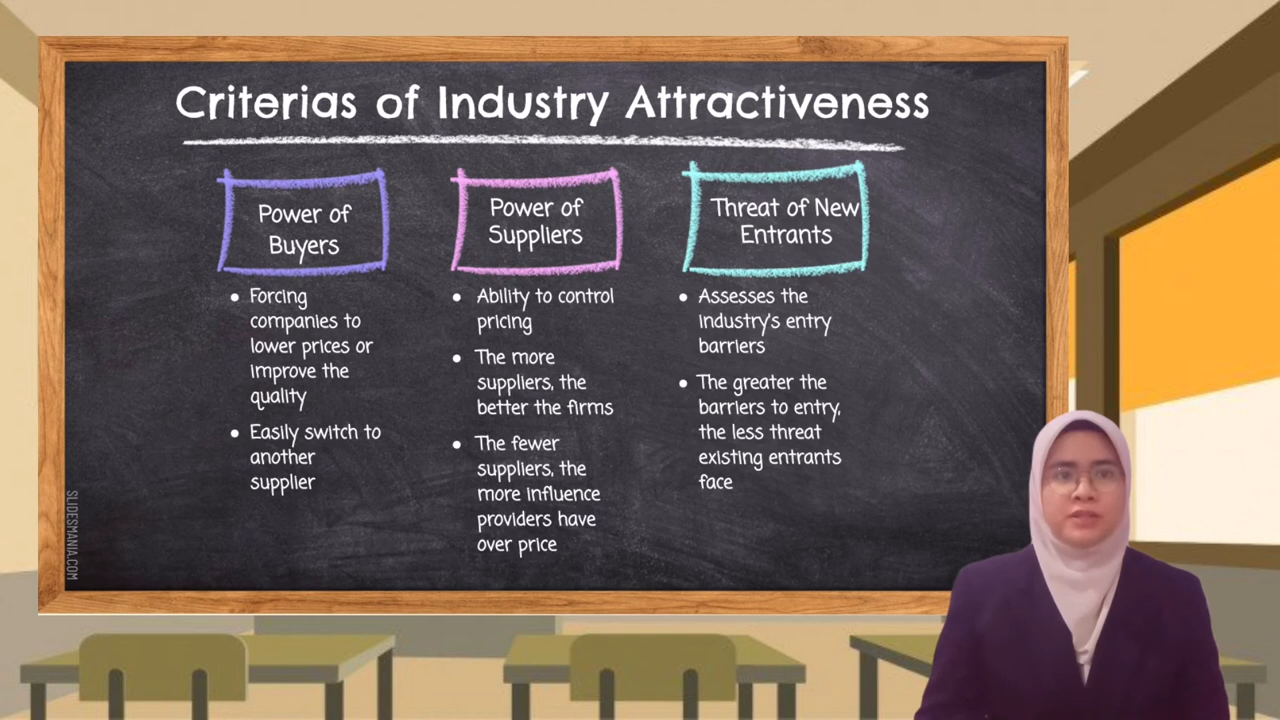 Criterias of Industry Attractiveness
Power of
Buyers
• Forcing
companies to
lower prices or
improve the
quality
• Easily switch to
another
supplier
Power of
Suppliers
• Ability to control
pricing
• The more
suppliers, the
better the firms
• The fewer
suppliers, the
more influence
providers have
over price
Threat of New
Entrants
• Assesses the
industry's entry
barriers
• The greater the
barriers to entry,
the less threat
existing entrants
face
SLIDESMANIA.COM